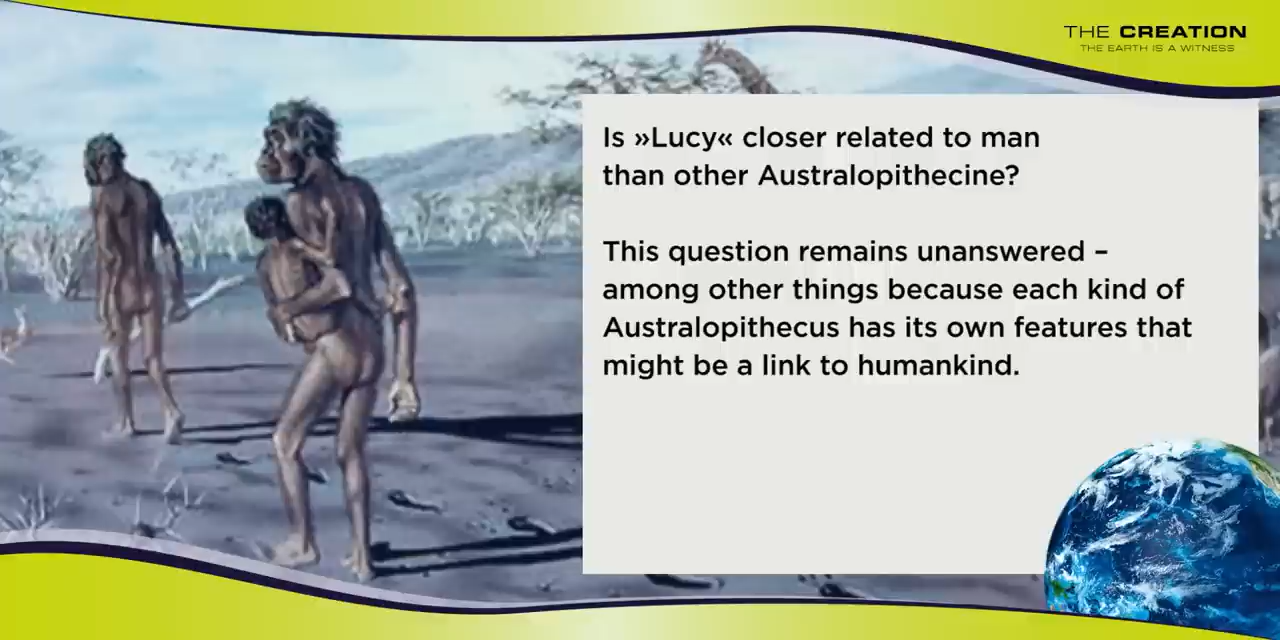 THE CREATION
THE EARTH IS A WITNESS
Is »Lucy« closer related to man
than other Australopithecine?
This question remains unanswered –
among other things because each kind of
Australopithecus has its own features that
might be a link to humankind.